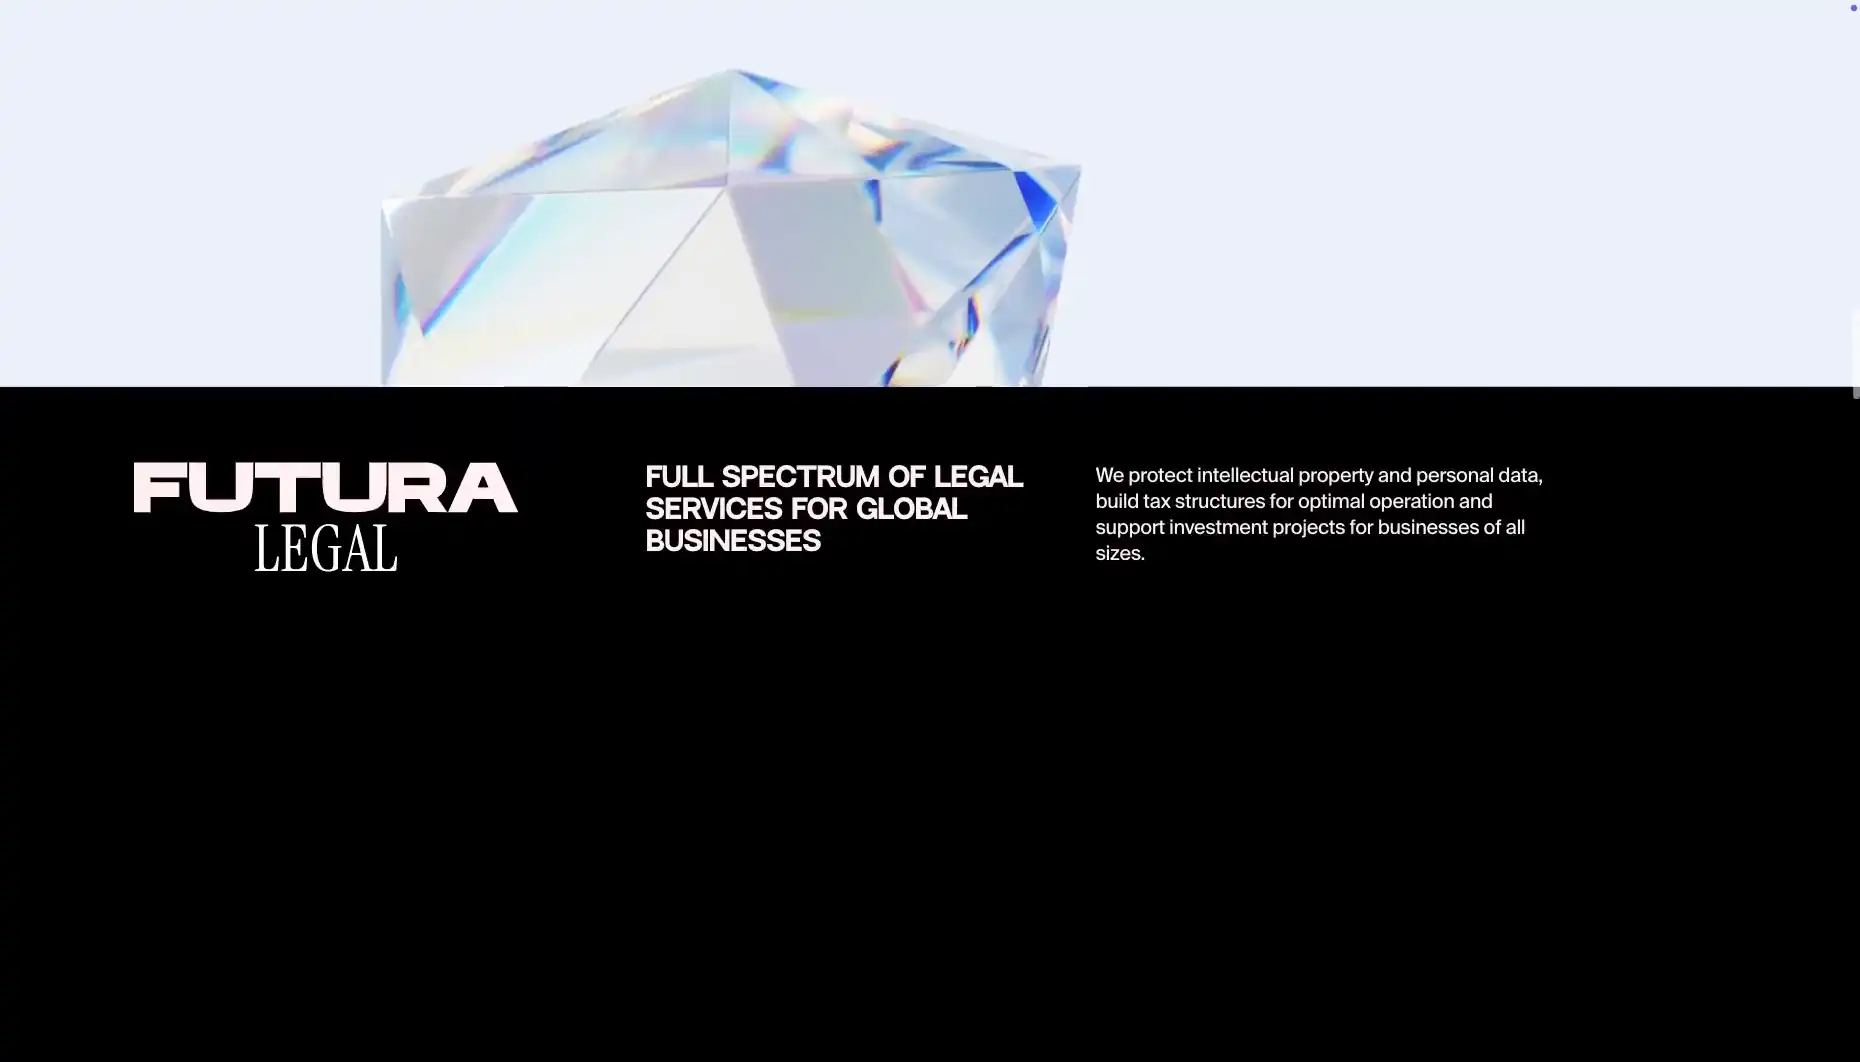 FUTURA
LEGAL
FULL SPECTRUM OF LEGAL
SERVICES FOR GLOBAL
BUSINESSES
We protect intellectual property and personal data,
build tax structures for optimal operation and
support investment projects for businesses of all
sizes.